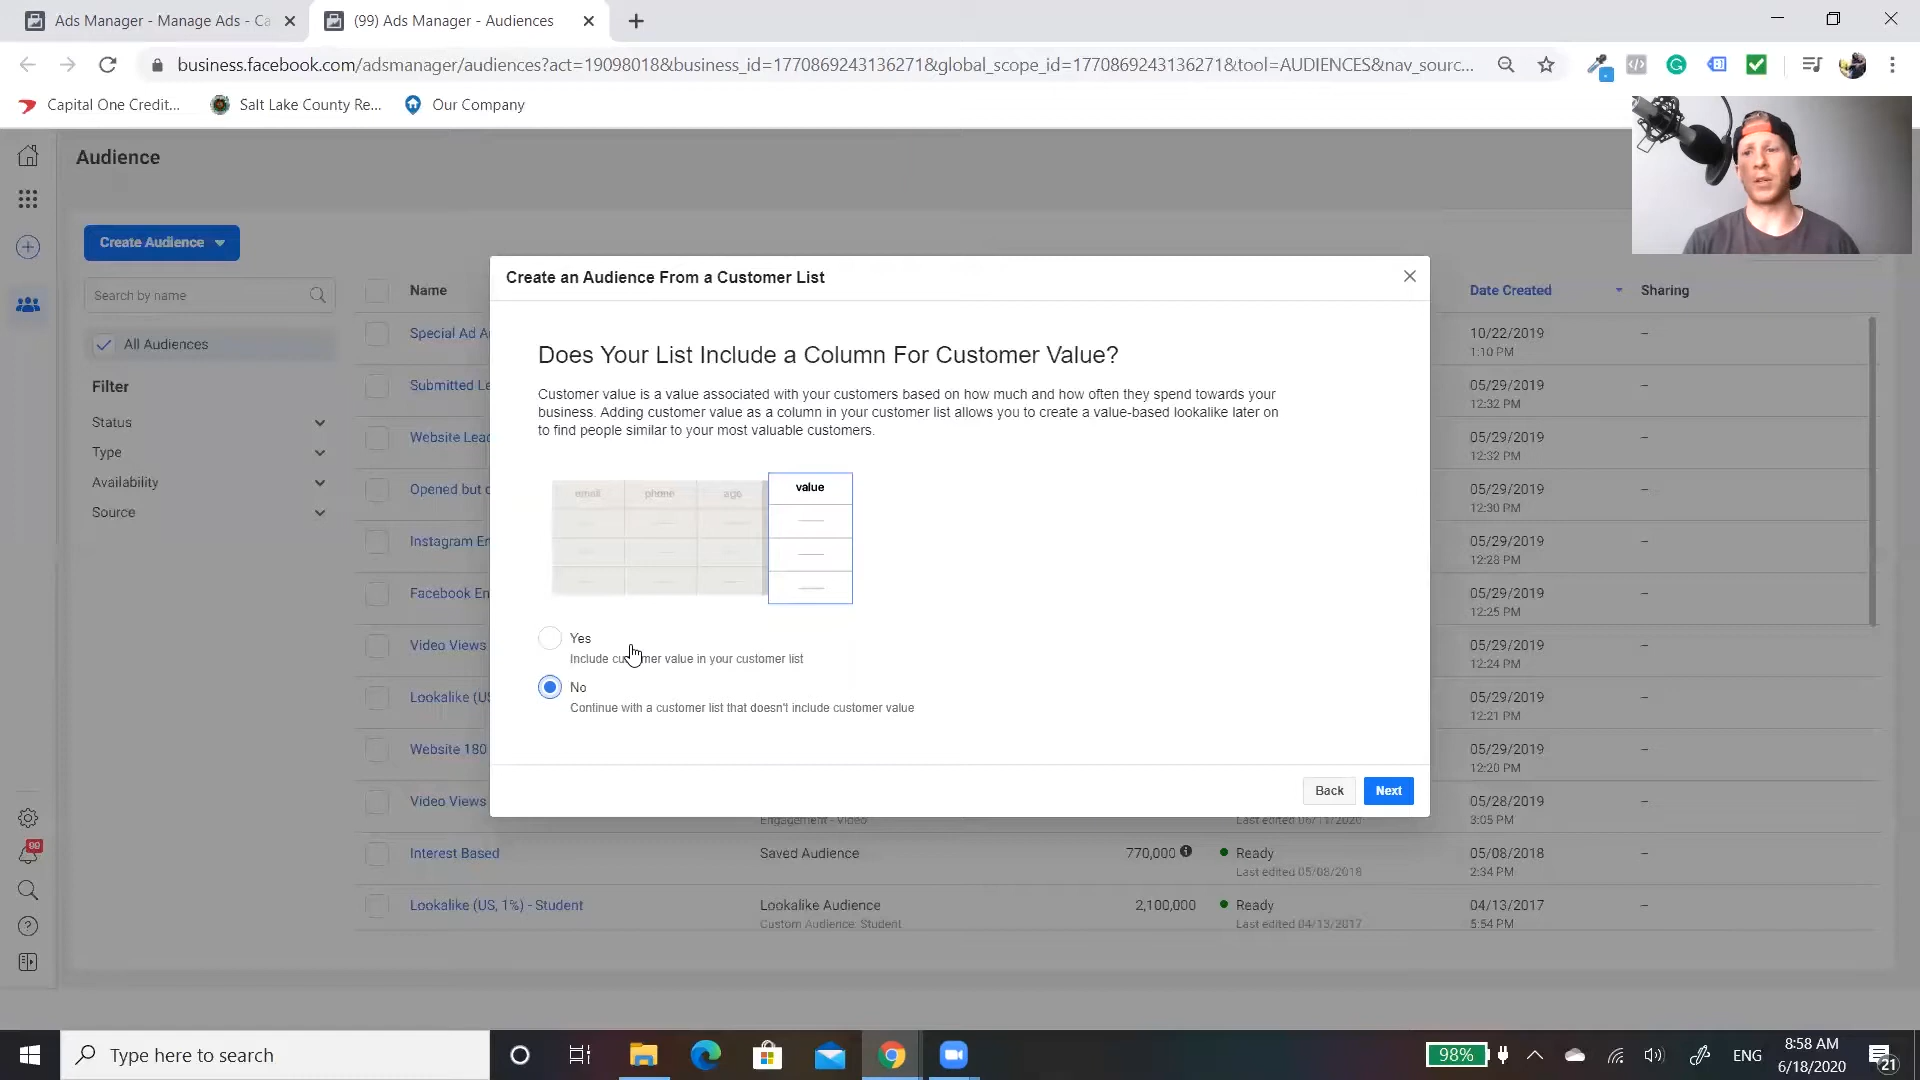 Ads Manager - Manage Ads - Ca
(99) Ads Manager - Audiences
business.facebook.com/adsmanager/audiences?act=19098018&business_id=1770869243136271&global_scope_id=1770869243136271&tool=AUDIENCES&nav_sourc...
Capital One Credit...
Salt Lake County Re...
Our Company
Audience
Create Audience
Search by name
All Audiences
Filter
Status
Type
Availability
Source
Name
Date Created
Sharing
Special Ad A
10/22/2019
1:10 PM
–
Submitted Le
05/29/2019
12:32 PM
–
Website Lead
05/29/2019
12:32 PM
–
Opened but c
05/29/2019
12:30 PM
–
Instagram En
05/29/2019
12:28 PM
–
Facebook En
05/29/2019
12:25 PM
–
Video Views
05/29/2019
12:24 PM
–
Lookalike (US
05/29/2019
12:21 PM
–
Website 180
05/29/2019
12:20 PM
–
Video Views
Engagement - Video
Last edited 06/11/2020
05/28/2019
3:05 PM
–
Interest Based
Saved Audience
770,000
Ready
Last edited 05/08/2018
05/08/2018
2:34 PM
–
Lookalike (US, 1%) - Student
Lookalike Audience
Custom Audience: Student
2,100,000
Ready
Last edited 04/13/2017
04/13/2017
5:54 PM
–
Create an Audience From a Customer List
Does Your List Include a Column For Customer Value?
Customer value is a value associated with your customers based on how much and how often they spend towards your
business. Adding customer value as a column in your customer list allows you to create a value-based lookalike later on
to find people similar to your most valuable customers.
email
phone
age
value
Yes
Include customer value in your customer list
No
Continue with a customer list that doesn't include customer value
Back
Next
99
Type here to search
98%
ENG
8:58 AM
6/18/2020
21